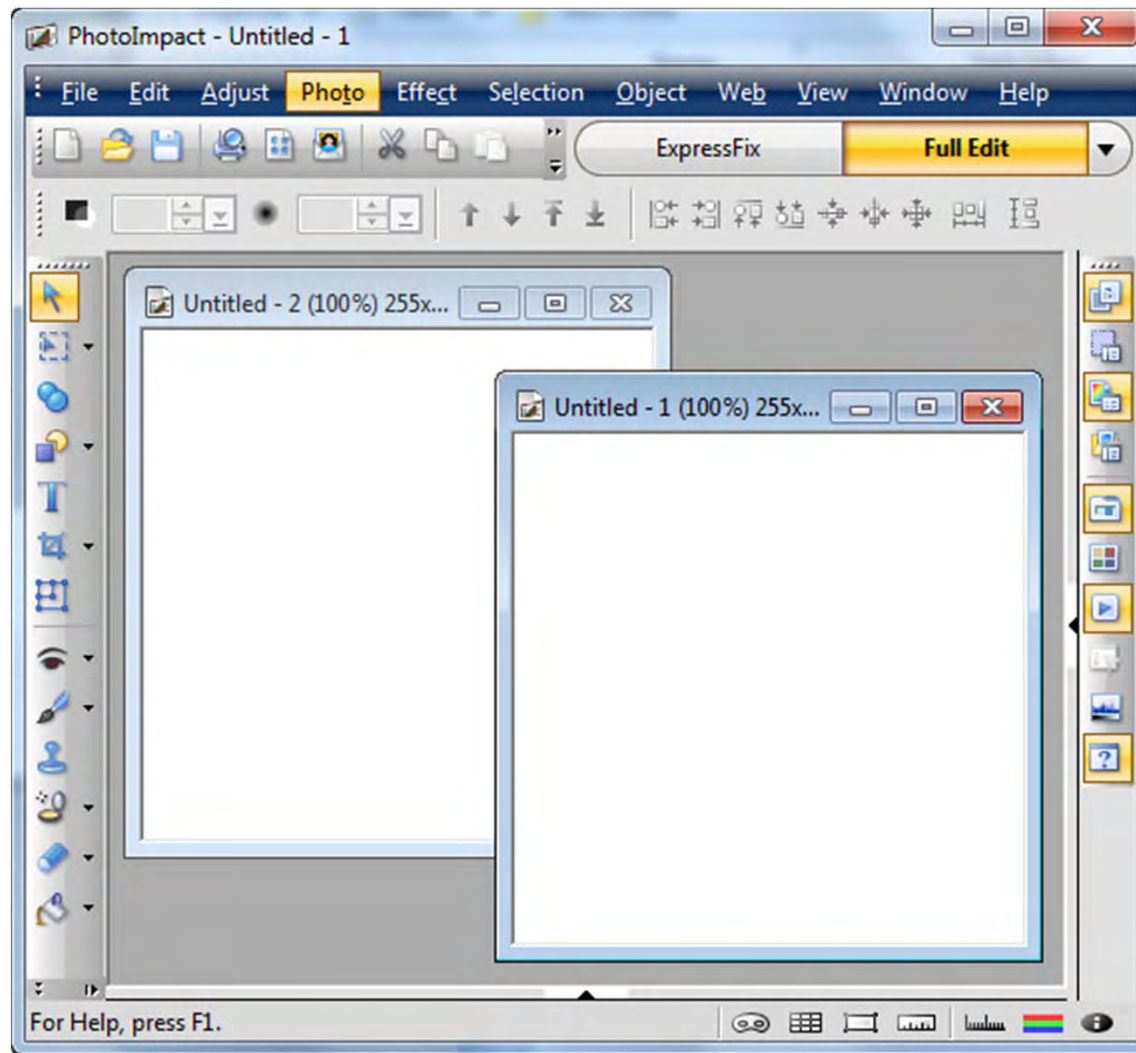 PhotoImpact - Untitled - 1
File Edit Adjust Photo Effect Selection Object Web View Window Help
ExpressFix Full Edit
Untitled - 2 (100%) 255x...
Untitled - 1 (100%) 255x...
For Help, press F1.